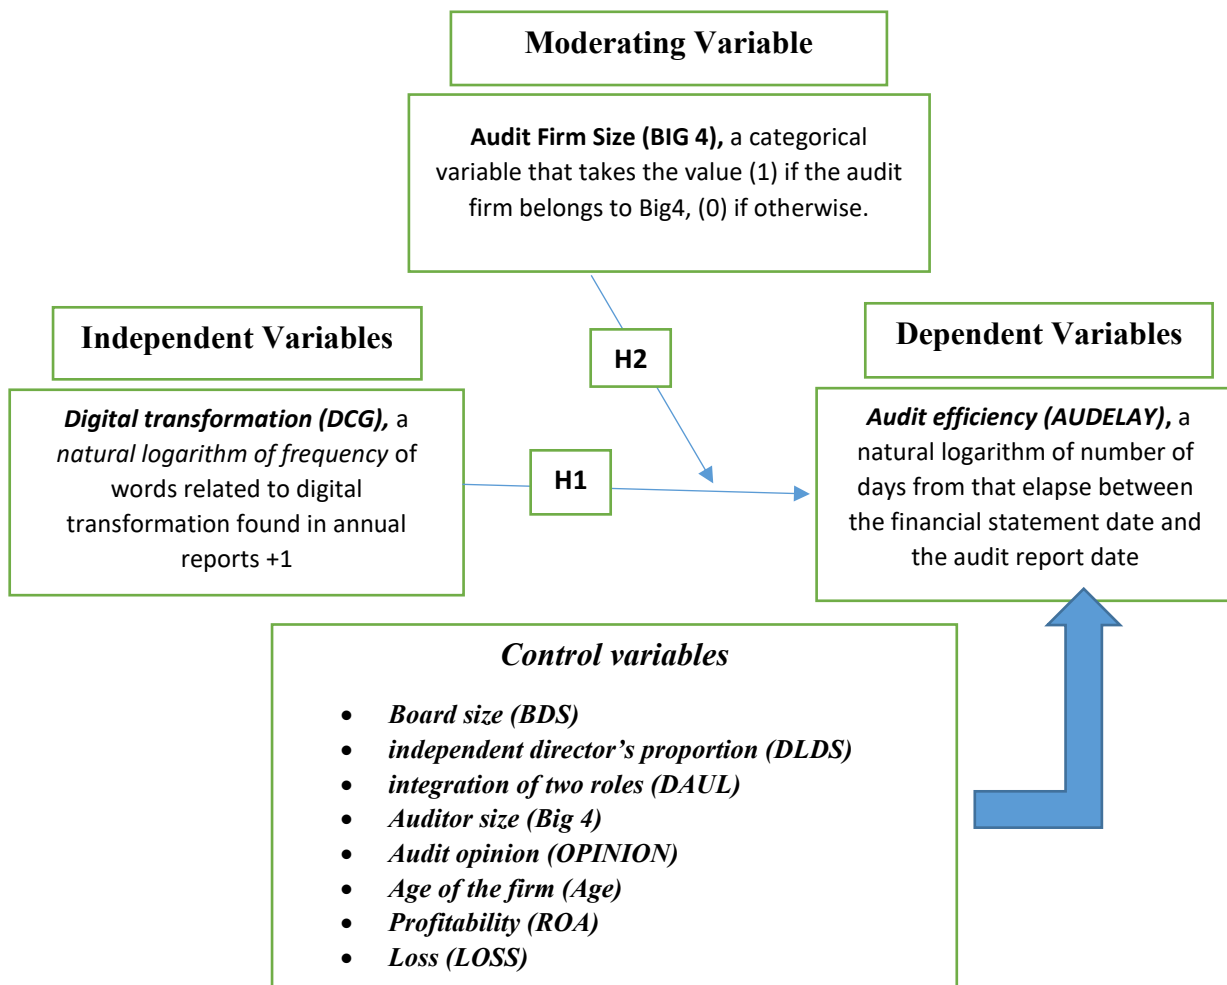 Moderating Variable
Audit Firm Size (BIG 4), a categorical
variable that takes the value (1) if the audit
firm belongs to Big4, (0) if otherwise.
Independent Variables
H2
Dependent Variables
Digital transformation (DCG), a
natural logarithm of frequency of
words related to digital
transformation found in annual
reports +1
H1
Audit efficiency (AUDELAY), a
natural logarithm of number of
days from that elapse between
the financial statement date and
the audit report date
Control variables
• Board size (BDS)
• independent director’s proportion (DLDS)
• integration of two roles (DAUL)
• Auditor size (Big 4)
• Audit opinion (OPINION)
• Age of the firm (Age)
• Profitability (ROA)
• Loss (LOSS)